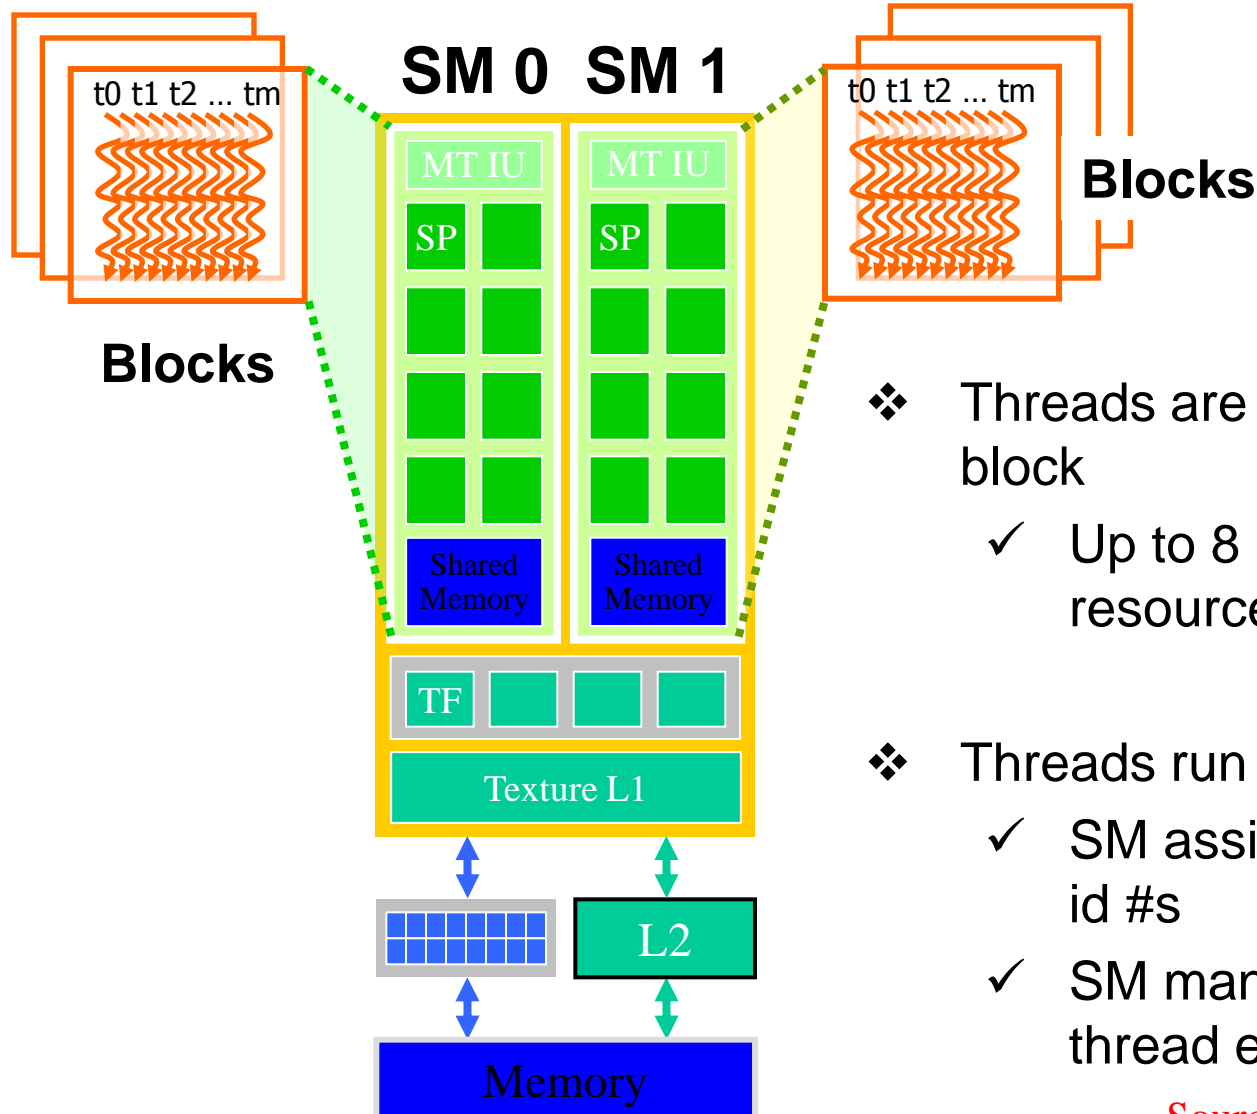 SM 0 SM 1
t0 t1 t2 ... tm
t0 t1 t2 ... tm
Blocks
Blocks
MT IU
MT IU
SP
SP
Shared
Memory
Shared
Memory
TF
Texture L1
L2
Memory
❖ Threads are
block
✓ Up to 8
resource
❖ Threads run
✓ SM assi
id #s
✓ SM man
thread e